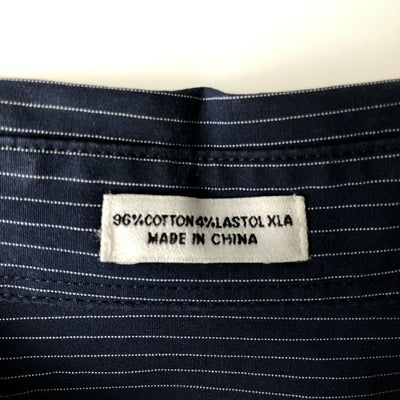 96%COTTON4%LASTOL XLA
MADE IN CHINA